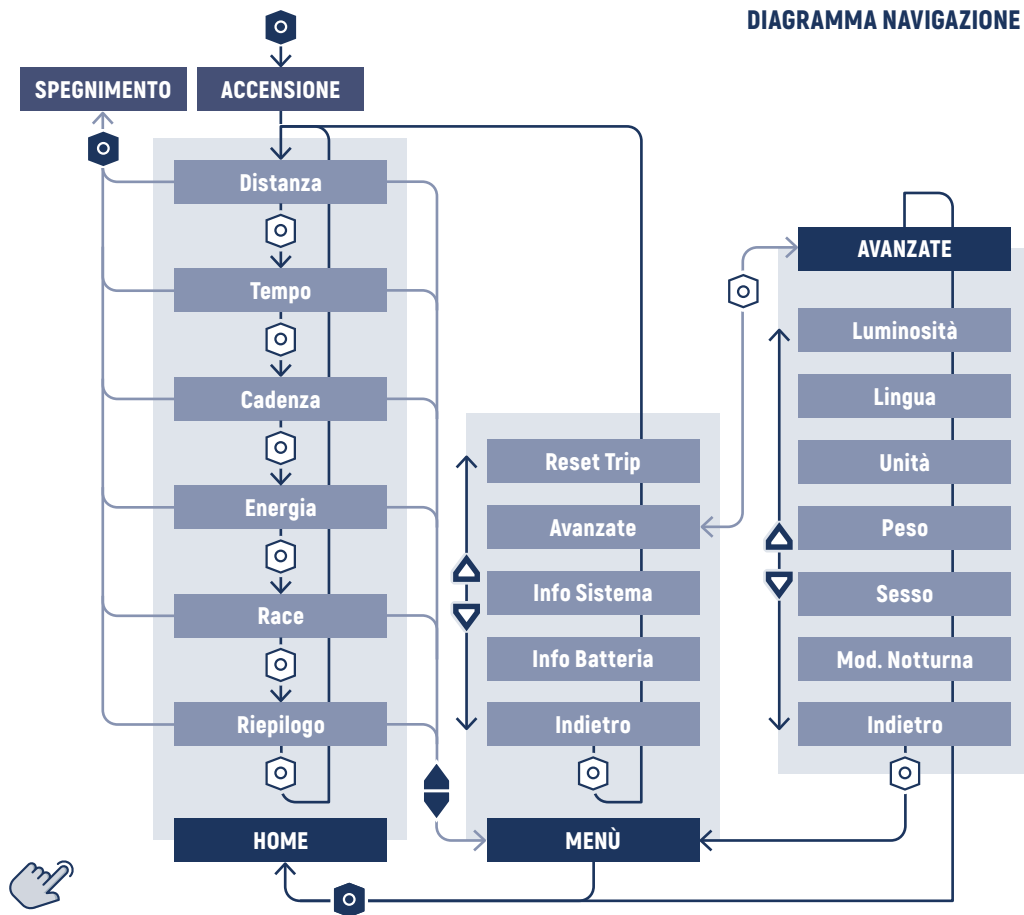 DIAGRAMMA NAVIGAZIONE
SPEGNIMENTO
ACCENSIONE
Distanza
Tempo
Cadenza
Energia
Race
Riepilogo
HOME
Reset Trip
Avanzate
Info Sistema
Info Batteria
Indietro
MENÙ
AVANZATE
Luminosità
Lingua
Unità
Peso
Sesso
Mod. Notturna
Indietro